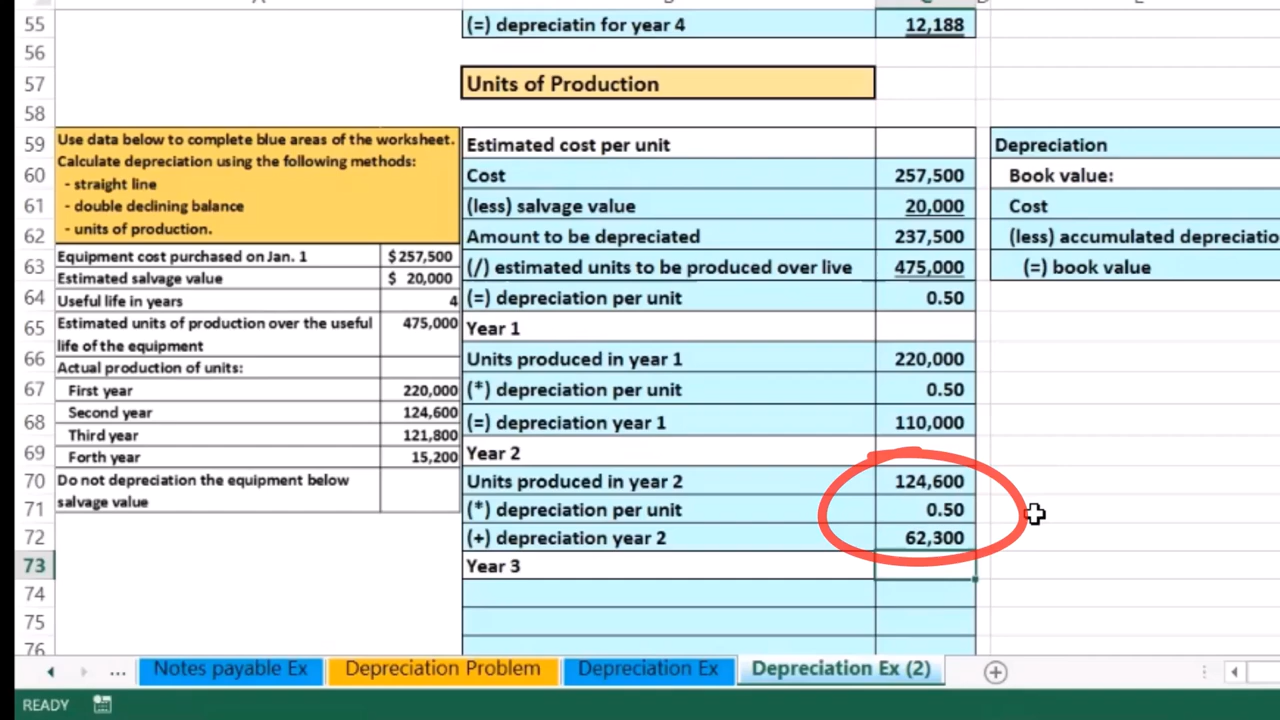 55 (=) depreciatin for year 4 12,188
56
57 Units of Production
58
Use data below to complete blue areas of the worksheet.
Calculate depreciation using the following methods:
- straight line
- double declining balance
- units of production.
Equipment cost purchased on Jan. 1 $257,500
Estimated salvage value $ 20,000
Useful life in years 4
Estimated units of production over the useful 475,000
life of the equipment
Actual production of units:
First year 220,000
Second year 124,600
Third year 121,800
Forth year 15,200
Do not depreciation the equipment below
salvage value
59 Estimated cost per unit
60 Cost 257,500
61 (less) salvage value 20,000
62 Amount to be depreciated 237,500
63 (/) estimated units to be produced over live 475,000
64 (=) depreciation per unit 0.50
65 Year 1
66 Units produced in year 1 220,000
67 (*) depreciation per unit 0.50
68 (=) depreciation year 1 110,000
69 Year 2
70 Units produced in year 2 124,600
71 (*) depreciation per unit 0.50
72 (+) depreciation year 2 62,300
73 Year 3
74
75
76
Depreciation
Book value:
Cost
(less) accumulated depreciatio
(=) book value
... Notes payable Ex Depreciation Problem Depreciation Ex Depreciation Ex (2)
READY